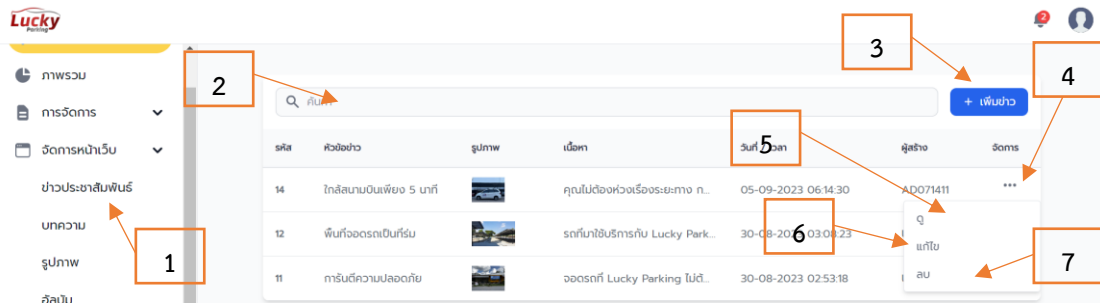 Lucky
Parking
2
3
4
2
ภาพรวม
ค้นหา
+ เพิ่มข่าว
การจัดการ
5
จัดการหน้าเว็บ
รหัส หัวข้อข่าว รูปภาพ เนื้อหา ผู้สร้าง จัดการ
ข่าวประชาสัมพันธ์
14 ใกล้สนามบินเพียง 5 นาที คุณไม่ต้องห่วงเรื่องระยะทาง ก... 05-09-2023 06:14:30 AD071411 ...
บทความ
ดู
12 พื้นที่จอดรถเป็นที่ร่ม รถที่มาใช้บริการกับ Lucky Park... 30-08-2023 03:08:23
6
แก้ไข
รูปภาพ
1
7
11 การันตีความปลอดภัย จอดรถที่ Lucky Parking ไม่ต้... 30-08-2023 02:53:18
ลบ
อัลบั้ม